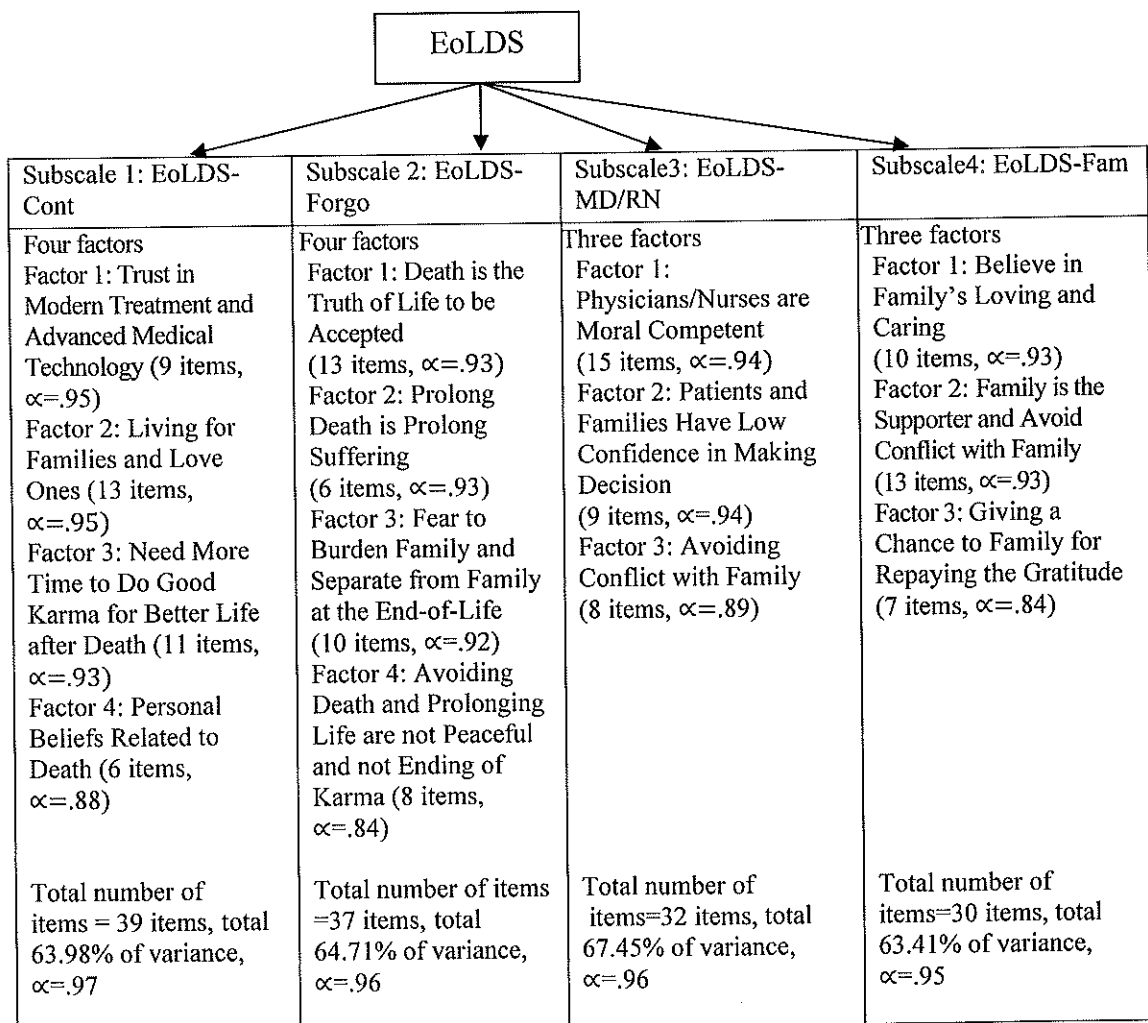 EoLDS
Subscale 1: EoLDS-
Cont
Four factors
Factor 1: Trust in
Modern Treatment and
Advanced Medical
Technology (9 items,
∝=.95)
Factor 2: Living for
Families and Love
Ones (13 items,
∝=.95)
Factor 3: Need More
Time to Do Good
Karma for Better Life
after Death (11 items,
∝=.93)
Factor 4: Personal
Beliefs Related to
Death (6 items,
∝=.88)
Total number of
items = 39 items, total
63.98% of variance,
∝=.97
Subscale 2: EoLDS-
Forgo
Four factors
Factor 1: Death is the
Truth of Life to be
Accepted
(13 items, ∝=.93)
Factor 2: Prolong
Death is Prolong
Suffering
(6 items, ∝=.93)
Factor 3: Fear to
Burden Family and
Separate from Family
at the End-of-Life
(10 items, ∝=.92)
Factor 4: Avoiding
Death and Prolonging
Life are not Peaceful
and not Ending of
Karma (8 items,
∝=.84)
Total number of items
=37 items, total
64.71% of variance,
∝=.96
Subscale3: EoLDS-
MD/RN
Three factors
Factor 1:
Physicians/Nurses are
Moral Competent
(15 items, ∝=.94)
Factor 2: Patients and
Families Have Low
Confidence in Making
Decision
(9 items, ∝=.94)
Factor 3: Avoiding
Conflict with Family
(8 items, ∝=.89)
Total number of
items=32 items, total
67.45% of variance,
∝=.96
Subscale4: EoLDS-Fam
Three factors
Factor 1: Believe in
Family's Loving and
Caring
(10 items, ∝=.93)
Factor 2: Family is the
Supporter and Avoid
Conflict with Family
(13 items, ∝=.93)
Factor 3: Giving a
Chance to Family for
Repaying the Gratitude
(7 items, ∝=.84)
Total number of
items=30 items, total
63.41% of variance,
∝=.95